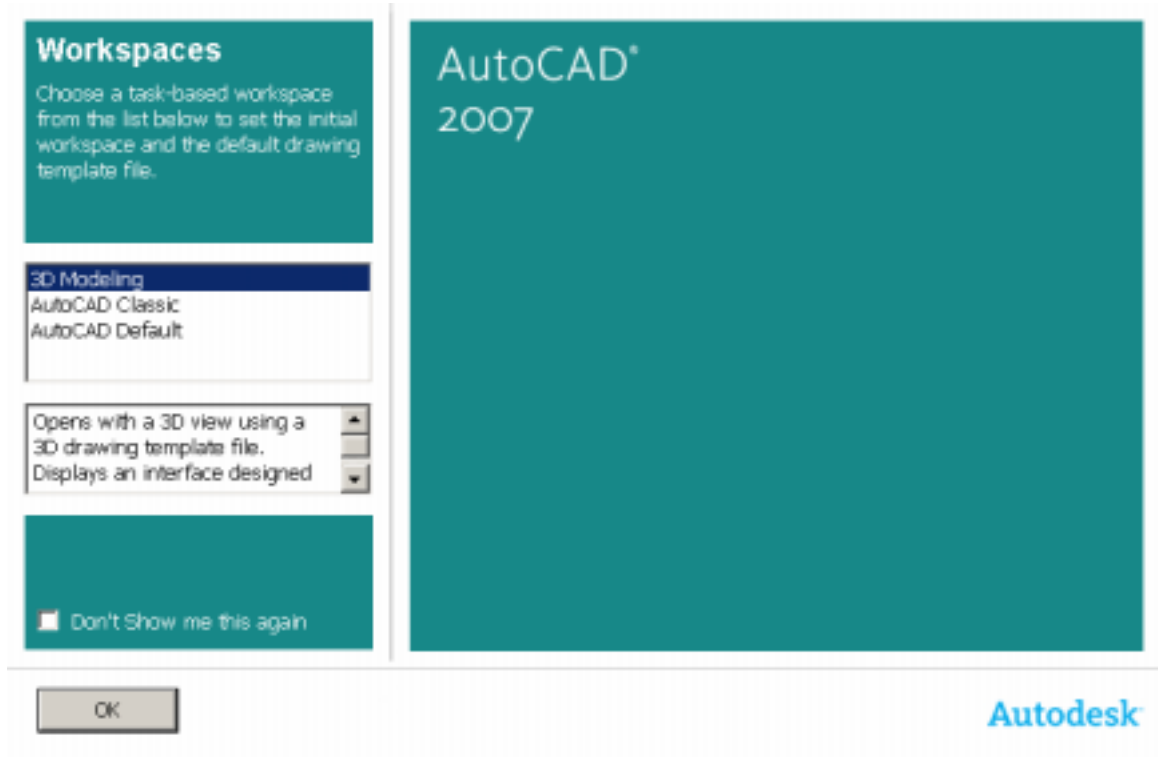 Workspaces
Choose a task-based workspace
from the list below to set the initial
workspace and the default drawing
template file.
3D Modeling
AutoCAD Classic
AutoCAD Default
Opens with a 3D view using a
3D drawing template file.
Displays an interface designed
Don't Show me this again
OK
AutoCAD®
2007
Autodesk